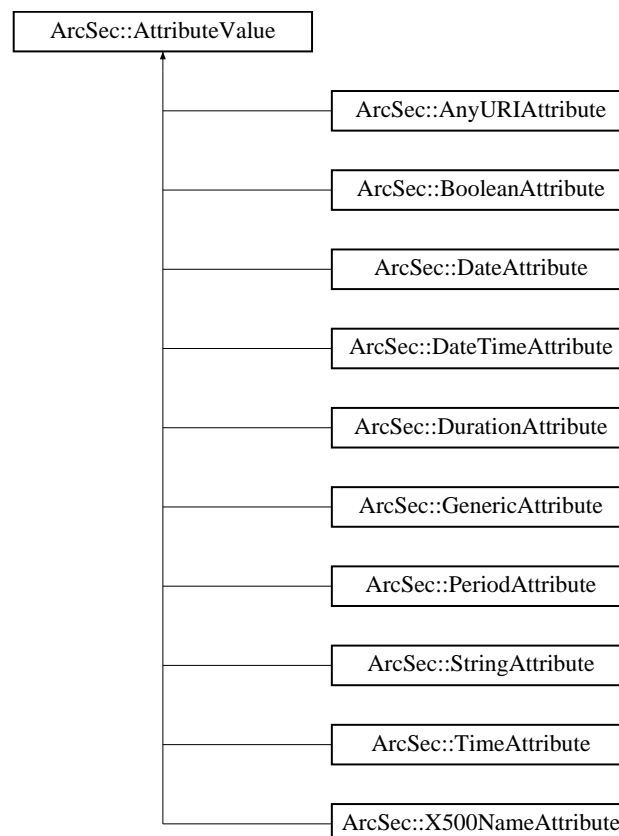 ArcSec::AttributeValue
ArcSec::AnyURIAttribute
ArcSec::BooleanAttribute
ArcSec::DateAttribute
ArcSec::DateTimeAttribute
ArcSec::DurationAttribute
ArcSec::GenericAttribute
ArcSec::PeriodAttribute
ArcSec::StringAttribute
ArcSec::TimeAttribute
ArcSec::X500NameAttribute